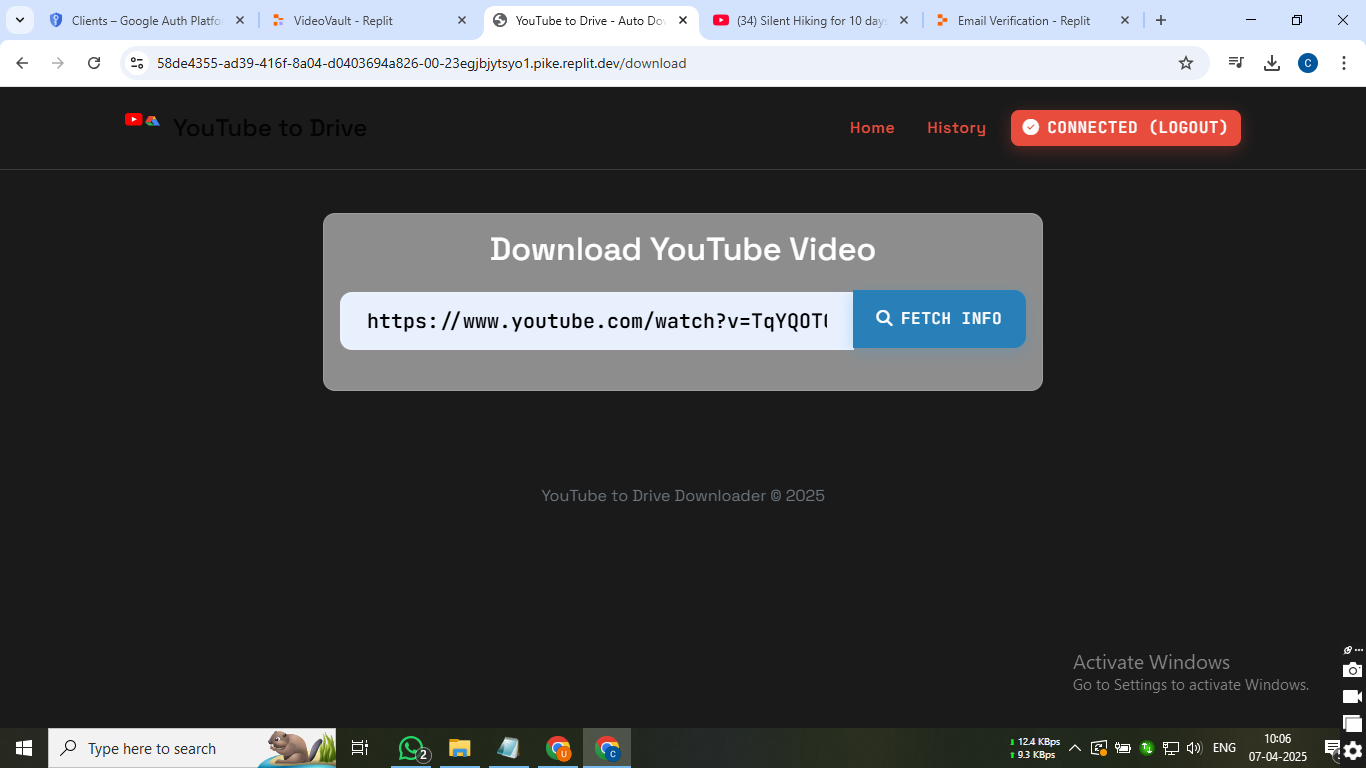 Clients – Google Auth Platfo
VideoVault - Replit
YouTube to Drive - Auto Do
(34) Silent Hiking for 10 days
Email Verification - Replit
58de4355-ad39-416f-8a04-d0403694a826-00-23egjbjytsyo1.pike.replit.dev/download
C
YouTube to Drive
Home
History
CONNECTED (LOGOUT)
Download YouTube Video
https://www.youtube.com/watch?v=TqYQOT
FETCH INFO
YouTube to Drive Downloader © 2025
Activate Windows
Go to Settings to activate Windows.
Type here to search
2
U
C
12.4 KBps
9.3 KBps
ENG
10:06
07-04-2025